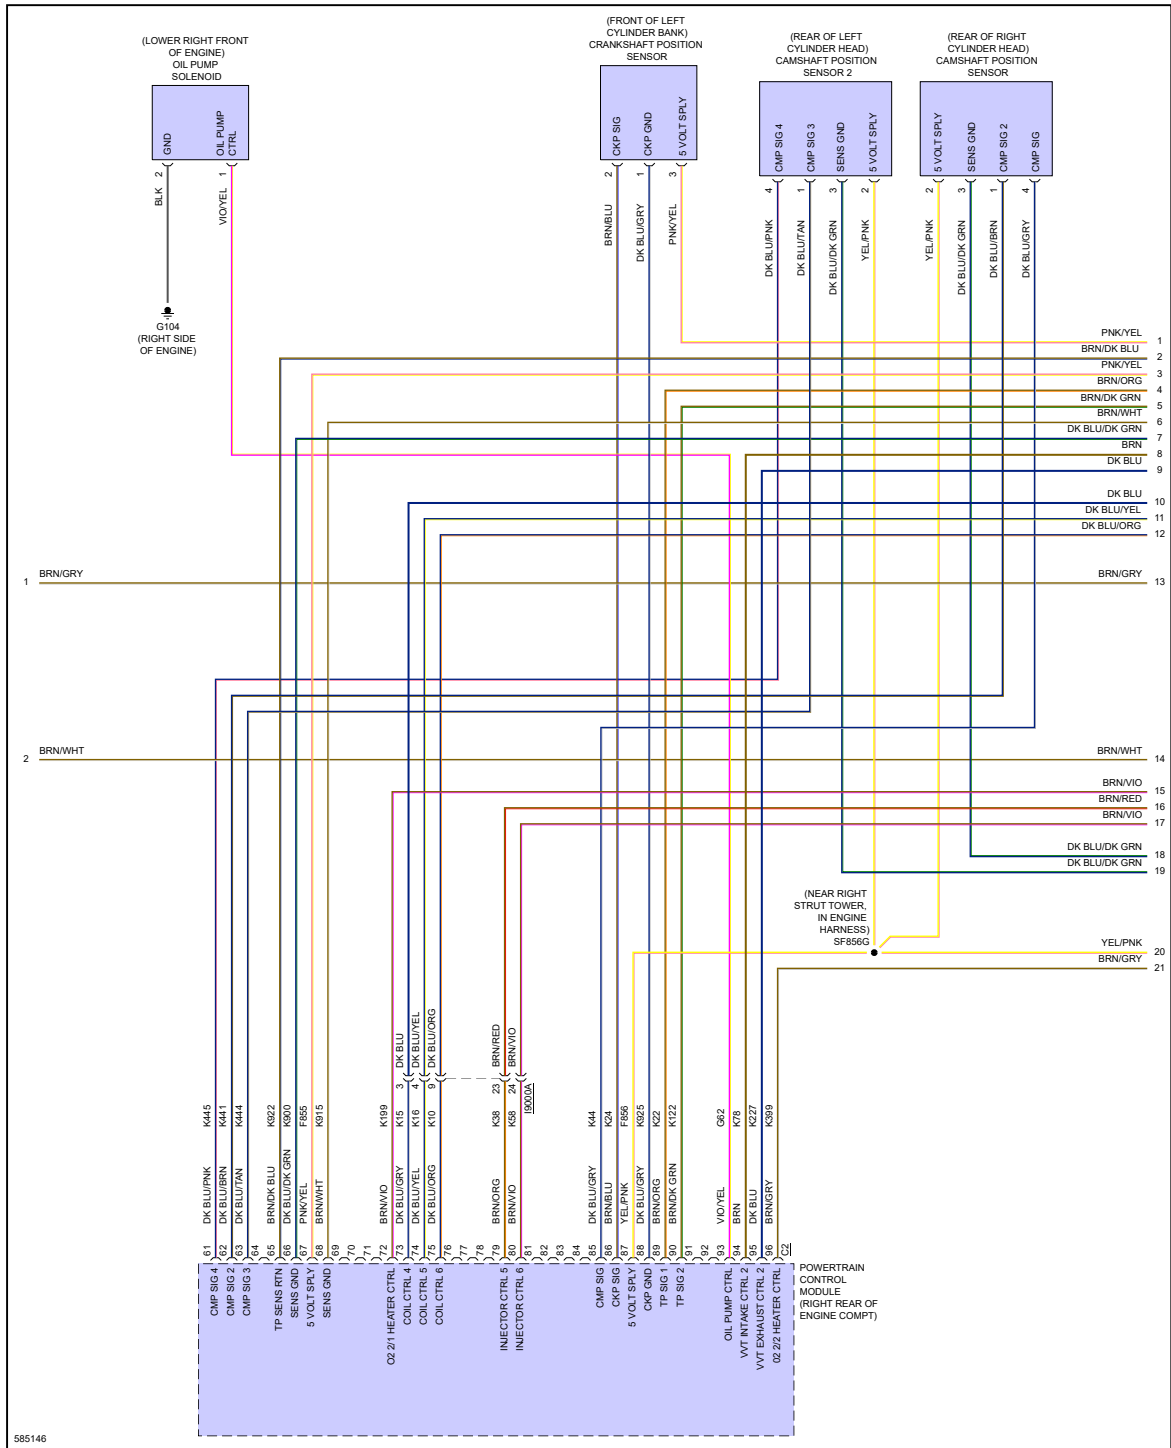 (LOWER RIGHT FRONT
OF ENGINE)
OIL PUMP
SOLENOID
(FRONT OF LEFT
CYLINDER BANK)
CRANKSHAFT POSITION
SENSOR
(REAR OF LEFT
CYLINDER HEAD)
CAMSHAFT POSITION
SENSOR 2
(REAR OF RIGHT
CYLINDER HEAD)
CAMSHAFT POSITION
SENSOR
GND
OIL PUMP
CTRL
CKP SIG
CKP GND
5 VOLT SPLY
CMP SIG 4
CMP SIG 3
SENS GND
5 VOLT SPLY
5 VOLT SPLY
SENS GND
CMP SIG 2
CMP SIG
2
1
2
1
3
4
1
3
2
2
3
1
4
BLK
VIO/YEL
BRN/BLU
DK BLU/GRY
PNK/YEL
DK BLU/PNK
DK BLU/TAN
DK BLU/DK GRN
YEL/PNK
YEL/PNK
DK BLU/DK GRN
DK BLU/BRN
DK BLU/GRY
G104
(RIGHT SIDE
OF ENGINE)
PNK/YEL 1
BRN/DK BLU 2
PNK/YEL 3
BRN/ORG 4
BRN/DK GRN 5
BRN/WHT 6
DK BLU/DK GRN 7
BRN 8
DK BLU 9
DK BLU 10
DK BLU/YEL 11
DK BLU/ORG 12
1 BRN/GRY
BRN/GRY 13
2 BRN/WHT
BRN/WHT 14
BRN/VIO 15
BRN/RED 16
BRN/VIO 17
DK BLU/DK GRN 18
DK BLU/DK GRN 19
(NEAR RIGHT
STRUT TOWER,
IN ENGINE
HARNESS)
SF856G
YEL/PNK 20
BRN/GRY 21
DK BLU
DK BLU/YEL
DK BLU/ORG
BRN/RED
BRN/VIO
3
4
9
23
24
I9000A
K445
K441
K444
K922
K900
F855
K915
K199
K15
K16
K10
K38
K58
K44
K24
F856
K925
K22
K122
G62
K78
K227
K399
DK BLU/PNK
DK BLU/BRN
DK BLU/TAN
BRN/DK BLU
DK BLU/DK GRN
PNK/YEL
BRN/WHT
BRN/VIO
DK BLU/GRY
DK BLU/YEL
DK BLU/ORG
BRN/ORG
BRN/VIO
DK BLU/GRY
BRN/BLU
YEL/PNK
DK BLU/GRY
BRN/ORG
BRN/DK GRN
VIO/YEL
BRN
DK BLU
BRN/GRY
61
62
63
64
65
66
67
68
69
70
71
72
73
74
75
76
77
78
79
80
81
82
83
84
85
86
87
88
89
90
91
92
93
94
95
96
C2
CMP SIG 4
CMP SIG 2
CMP SIG 3
TP SENS RTN
SENS GND
5 VOLT SPLY
SENS GND
O2 2/1 HEATER CTRL
COIL CTRL 4
COIL CTRL 5
COIL CTRL 6
INJECTOR CTRL 5
INJECTOR CTRL 6
CMP SIG
CKP SIG
5 VOLT SPLY
CKP GND
TP SIG 1
TP SIG 2
OIL PUMP CTRL
VVT INTAKE CTRL 2
VVT EXHAUST CTRL 2
02 2/2 HEATER CTRL
POWERTRAIN
CONTROL
MODULE
(RIGHT REAR OF
ENGINE COMPT)
585146